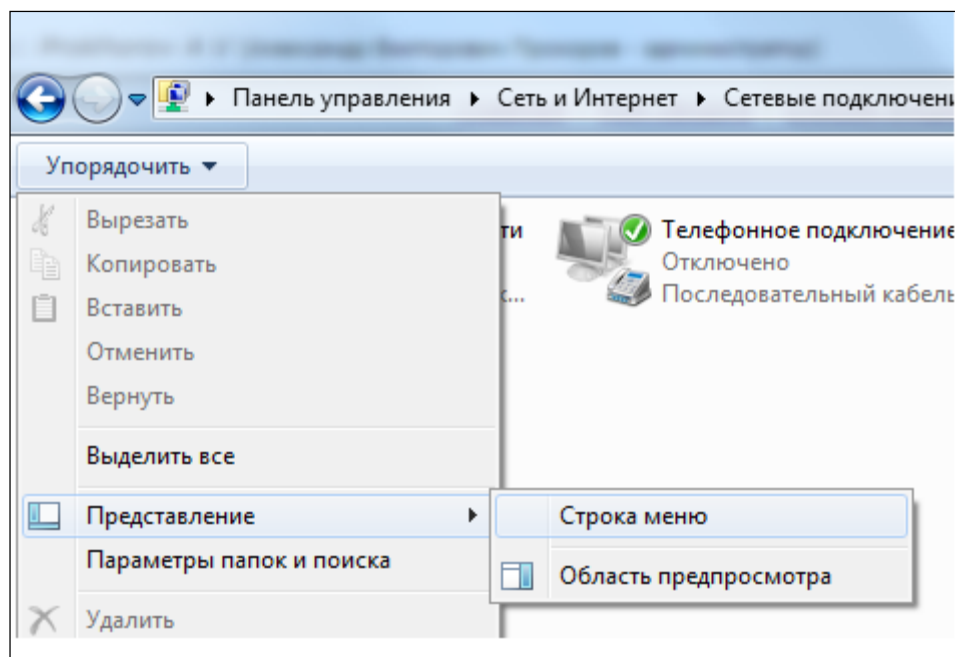 Панель управления Сеть и Интернет Сетевые подключени
Упорядочить
Вырезать
Копировать
Вставить
Отменить
Вернуть
Выделить все
Представление
Параметры папок и поиска
Удалить
Строка меню
Область предпросмотра
ти
с...
Телефонное подключение
Отключено
Последовательный кабель